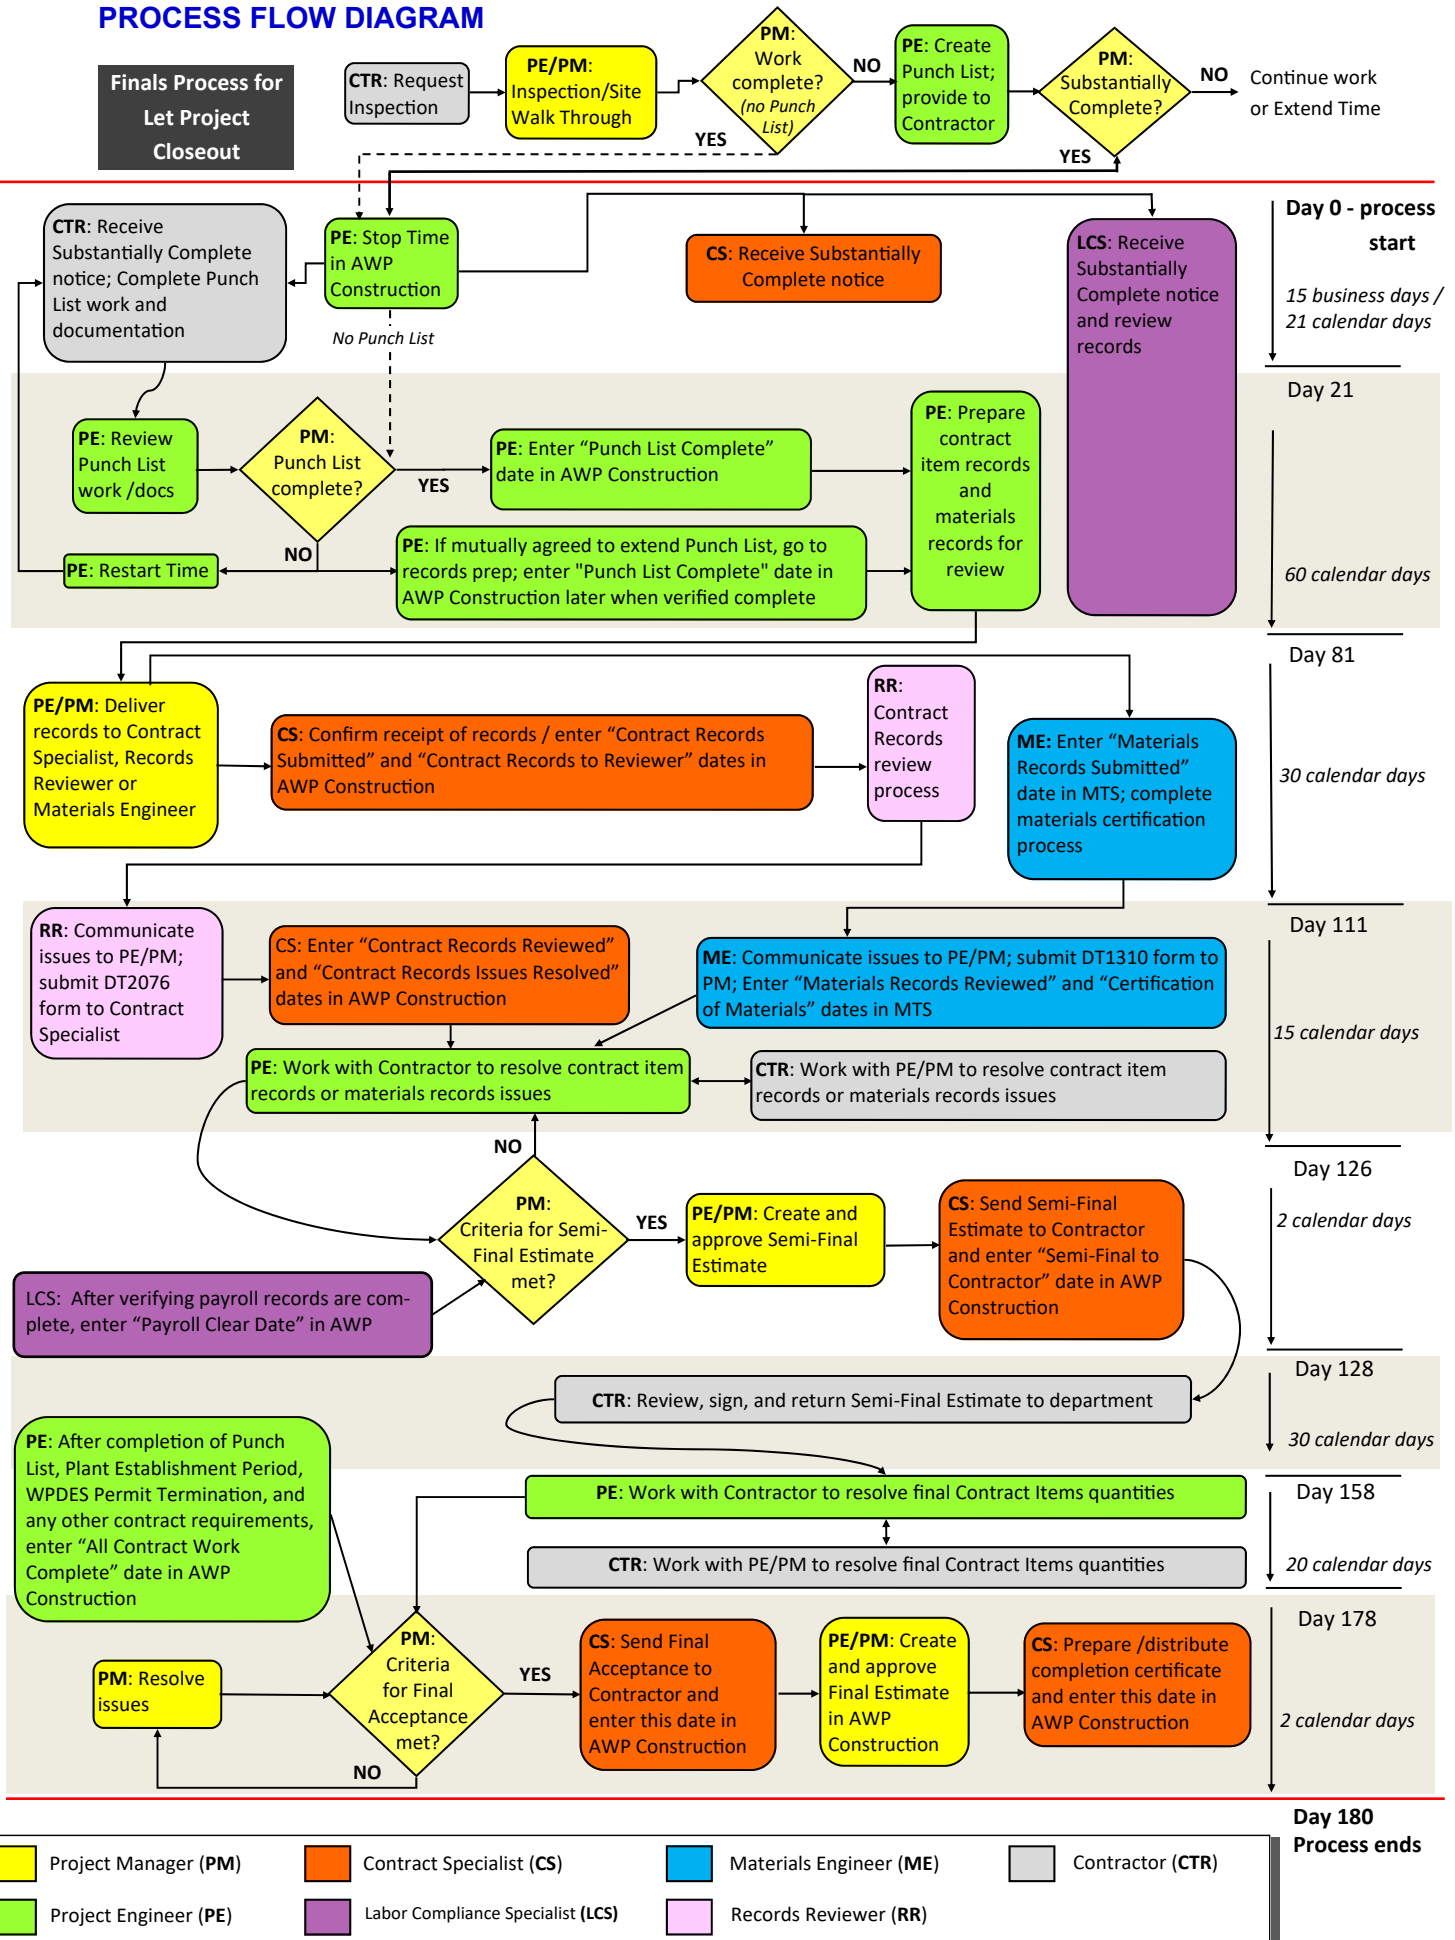 PROCESS FLOW DIAGRAM
Finals Process for
Let Project
Closeout
CTR: Request
Inspection
PE/PM:
Inspection/Site
Walk Through
PM:
Work
complete?
(no Punch
List)
NO
YES
PE: Create
Punch List;
provide to
Contractor
PM:
Substantially
Complete?
NO
YES
Continue work
or Extend Time
CTR: Receive
Substantially Complete
notice; Complete Punch
List work and
documentation
PE: Stop Time
in AWP
Construction
No Punch List
CS: Receive Substantially
Complete notice
LCS: Receive
Substantially
Complete notice
and review
records
Day 0 - process
start
15 business days /
21 calendar days
Day 21
PE: Review
Punch List
work /docs
PM:
Punch List
complete?
YES
NO
PE: Enter “Punch List Complete”
date in AWP Construction
PE: Prepare
contract
item records
and
materials
records for
review
PE: Restart Time
PE: If mutually agreed to extend Punch List, go to
records prep; enter "Punch List Complete" date in
AWP Construction later when verified complete
60 calendar days
Day 81
PE/PM: Deliver
records to Contract
Specialist, Records
Reviewer or
Materials Engineer
CS: Confirm receipt of records / enter “Contract Records
Submitted” and “Contract Records to Reviewer” dates in
AWP Construction
RR:
Contract
Records
review
process
ME: Enter “Materials
Records Submitted”
date in MTS; complete
materials certification
process
30 calendar days
Day 111
RR: Communicate
issues to PE/PM;
submit DT2076
form to Contract
Specialist
CS: Enter “Contract Records Reviewed”
and “Contract Records Issues Resolved”
dates in AWP Construction
ME: Communicate issues to PE/PM; submit DT1310 form to
PM; Enter “Materials Records Reviewed” and “Certification
of Materials” dates in MTS
15 calendar days
PE: Work with Contractor to resolve contract item
records or materials records issues
CTR: Work with PE/PM to resolve contract item
records or materials records issues
NO
Day 126
PM:
Criteria for Semi-
Final Estimate
met?
YES
PE/PM: Create and
approve Semi-Final
Estimate
CS: Send Semi-Final
Estimate to Contractor
and enter “Semi-Final to
Contractor” date in AWP
Construction
2 calendar days
LCS: After verifying payroll records are com-
plete, enter “Payroll Clear Date” in AWP
Day 128
CTR: Review, sign, and return Semi-Final Estimate to department
30 calendar days
PE: After completion of Punch
List, Plant Establishment Period,
WPDES Permit Termination, and
any other contract requirements,
enter “All Contract Work
Complete” date in AWP
Construction
PE: Work with Contractor to resolve final Contract Items quantities
Day 158
CTR: Work with PE/PM to resolve final Contract Items quantities
20 calendar days
Day 178
PM: Resolve
issues
PM:
Criteria
for Final
Acceptance
met?
YES
NO
CS: Send Final
Acceptance to
Contractor and
enter this date in
AWP Construction
PE/PM: Create
and approve
Final Estimate
in AWP
Construction
CS: Prepare /distribute
completion certificate
and enter this date in
AWP Construction
2 calendar days
Day 180
Process ends
Project Manager (PM)
Contract Specialist (CS)
Materials Engineer (ME)
Contractor (CTR)
Project Engineer (PE)
Labor Compliance Specialist (LCS)
Records Reviewer (RR)